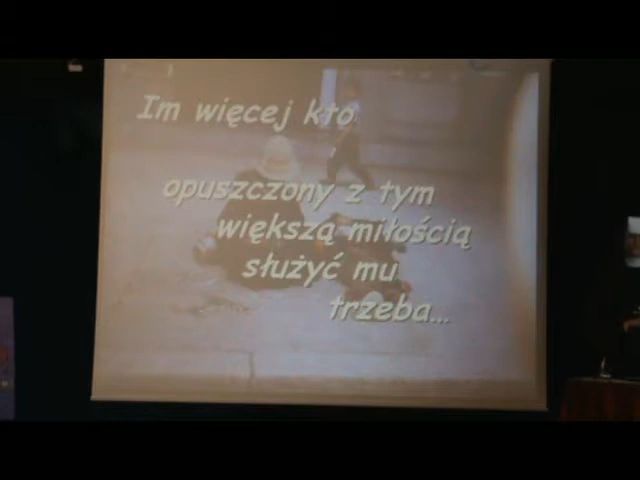 Im więcej kto
opuszczony z tym
większą miłością
służyć mu
trzeba...